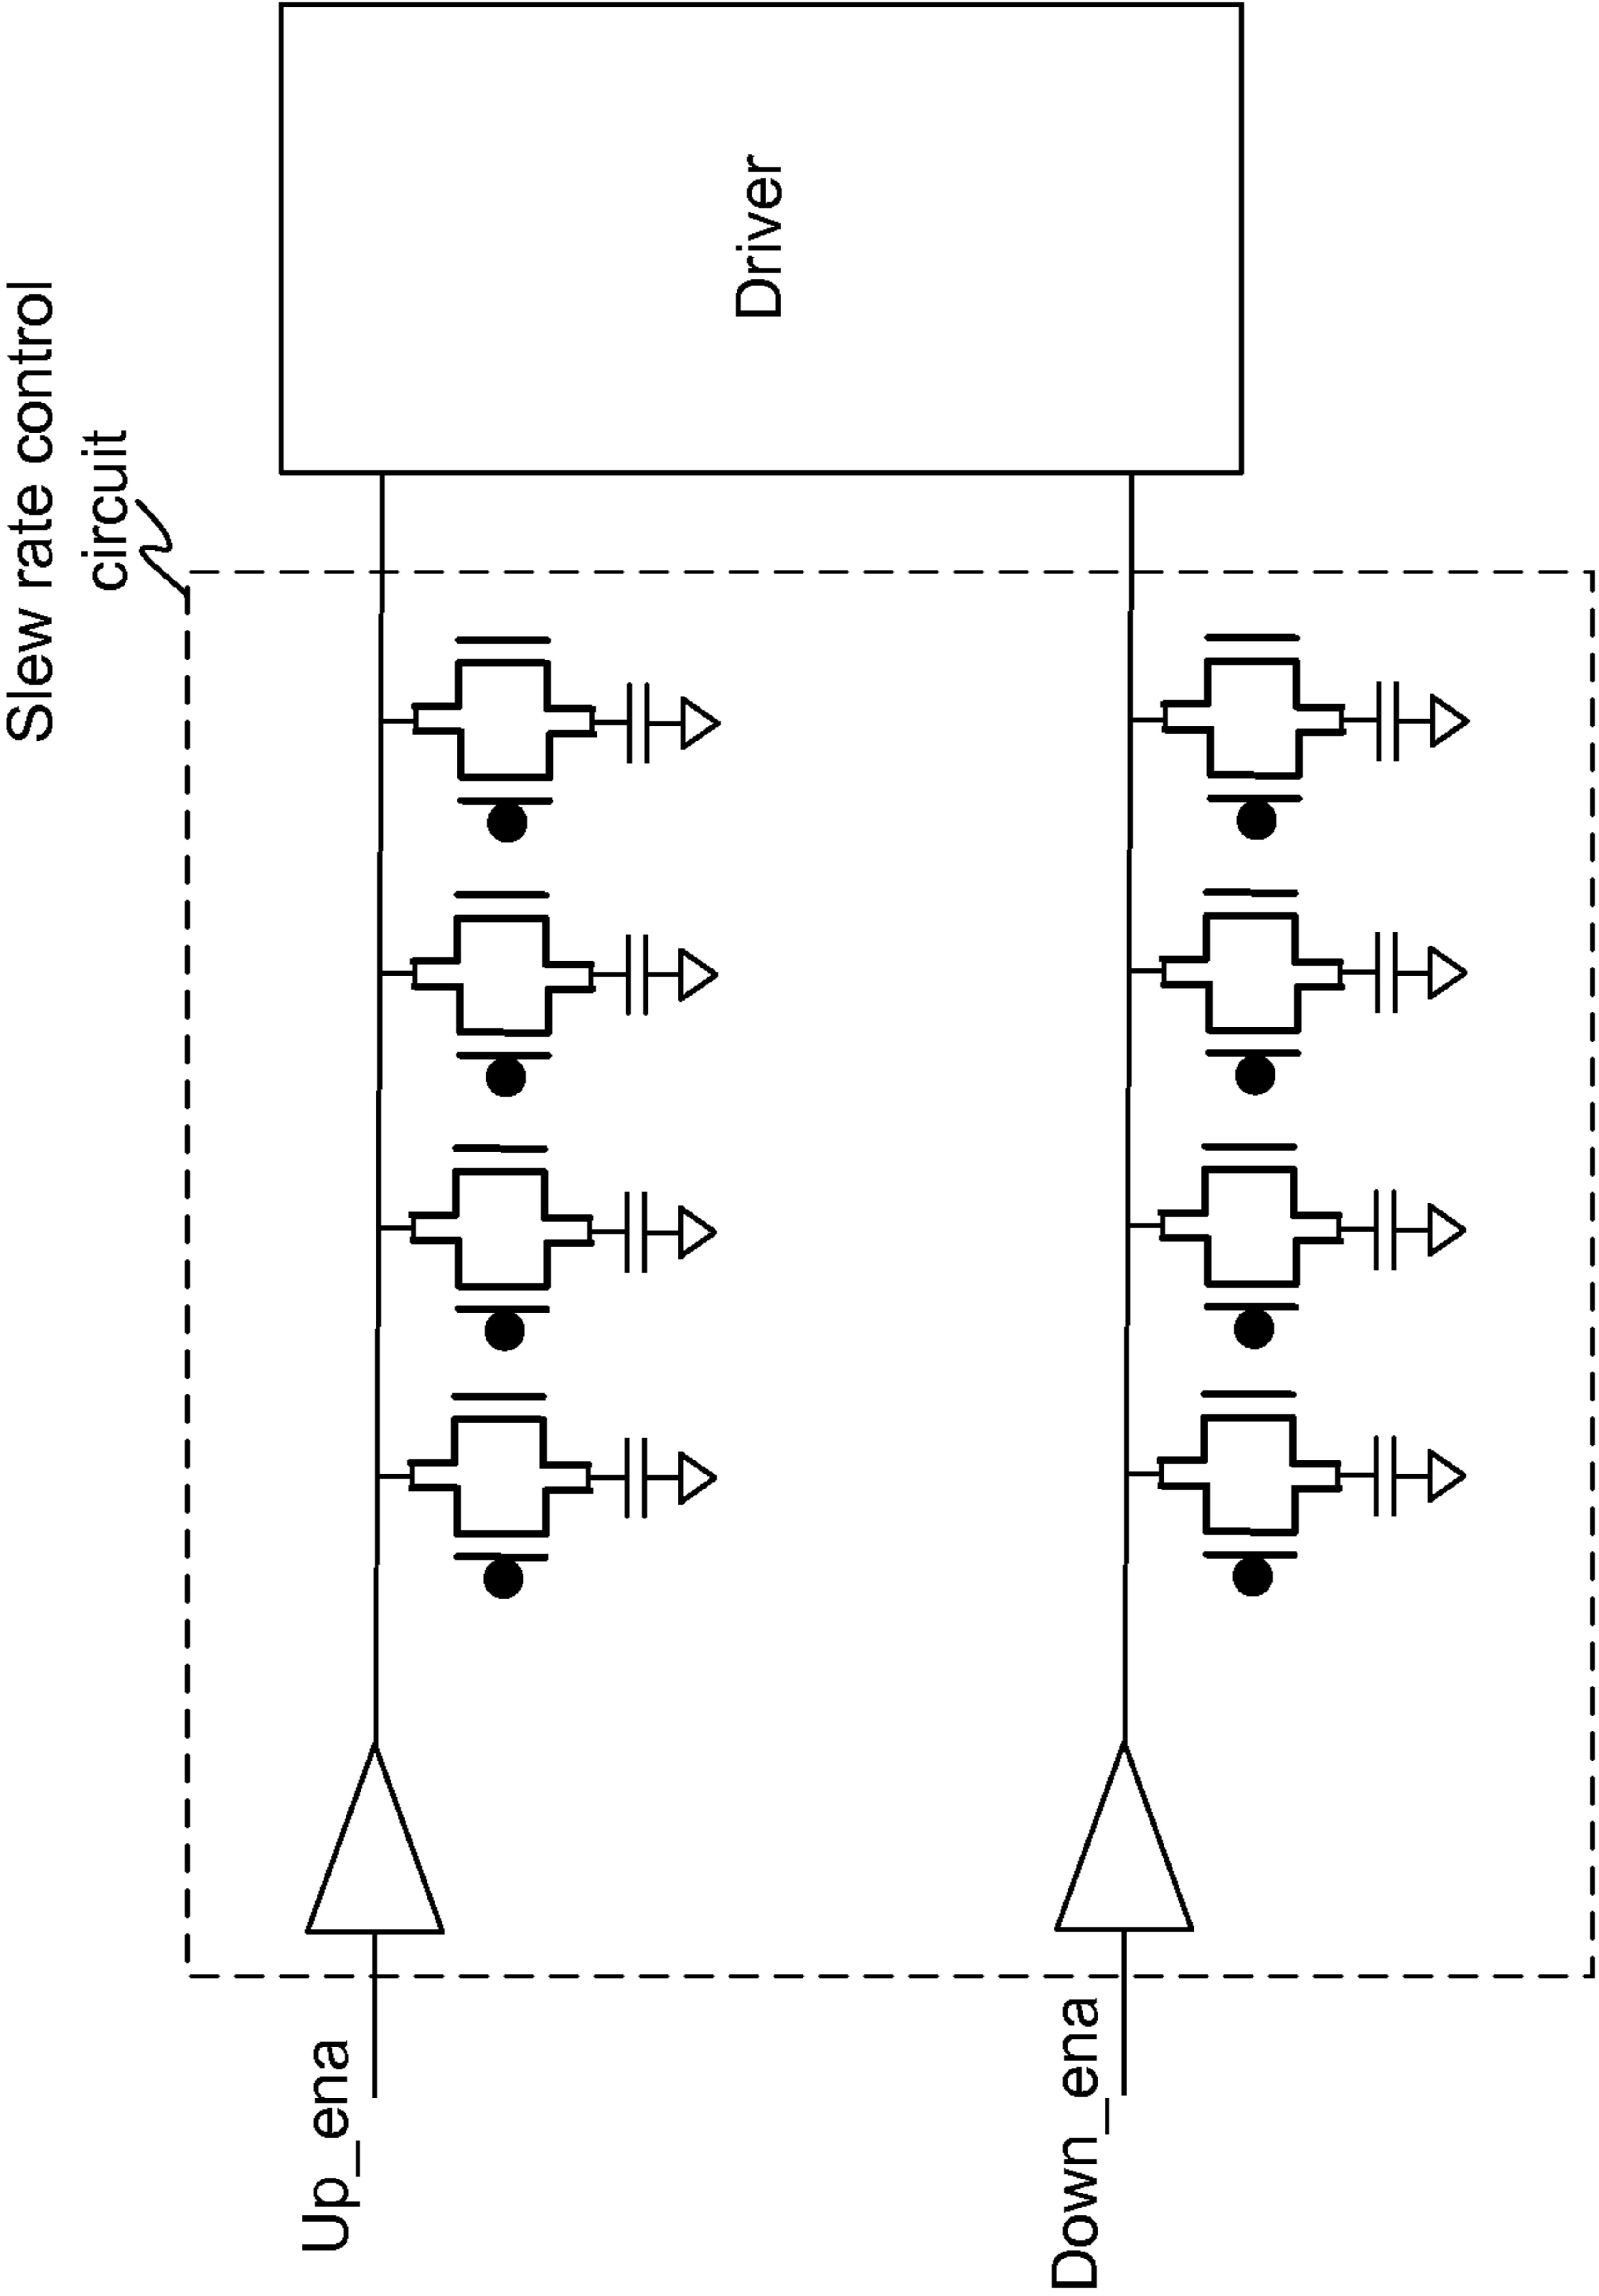 Slew rate control
circuit
Driver
Up_ena
Down_ena